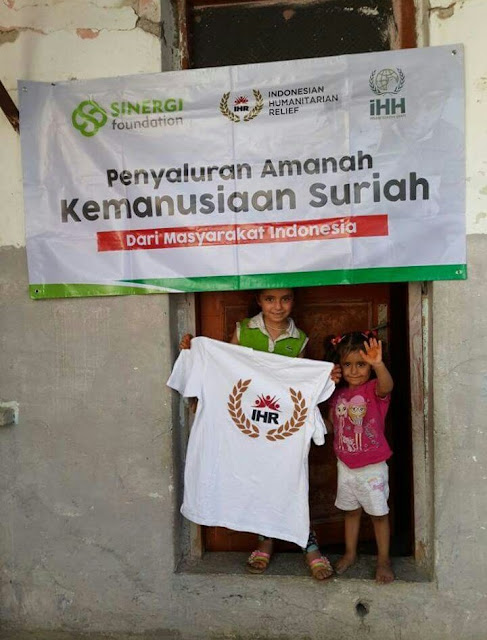 SINERGI
foundation
IHR
INDONESIAN
HUMANITARIAN
RELIEF
iHH
Penyaluran Amanah
Kemanusiaan Suriah
Dari Masyarakat Indonesia
IHR